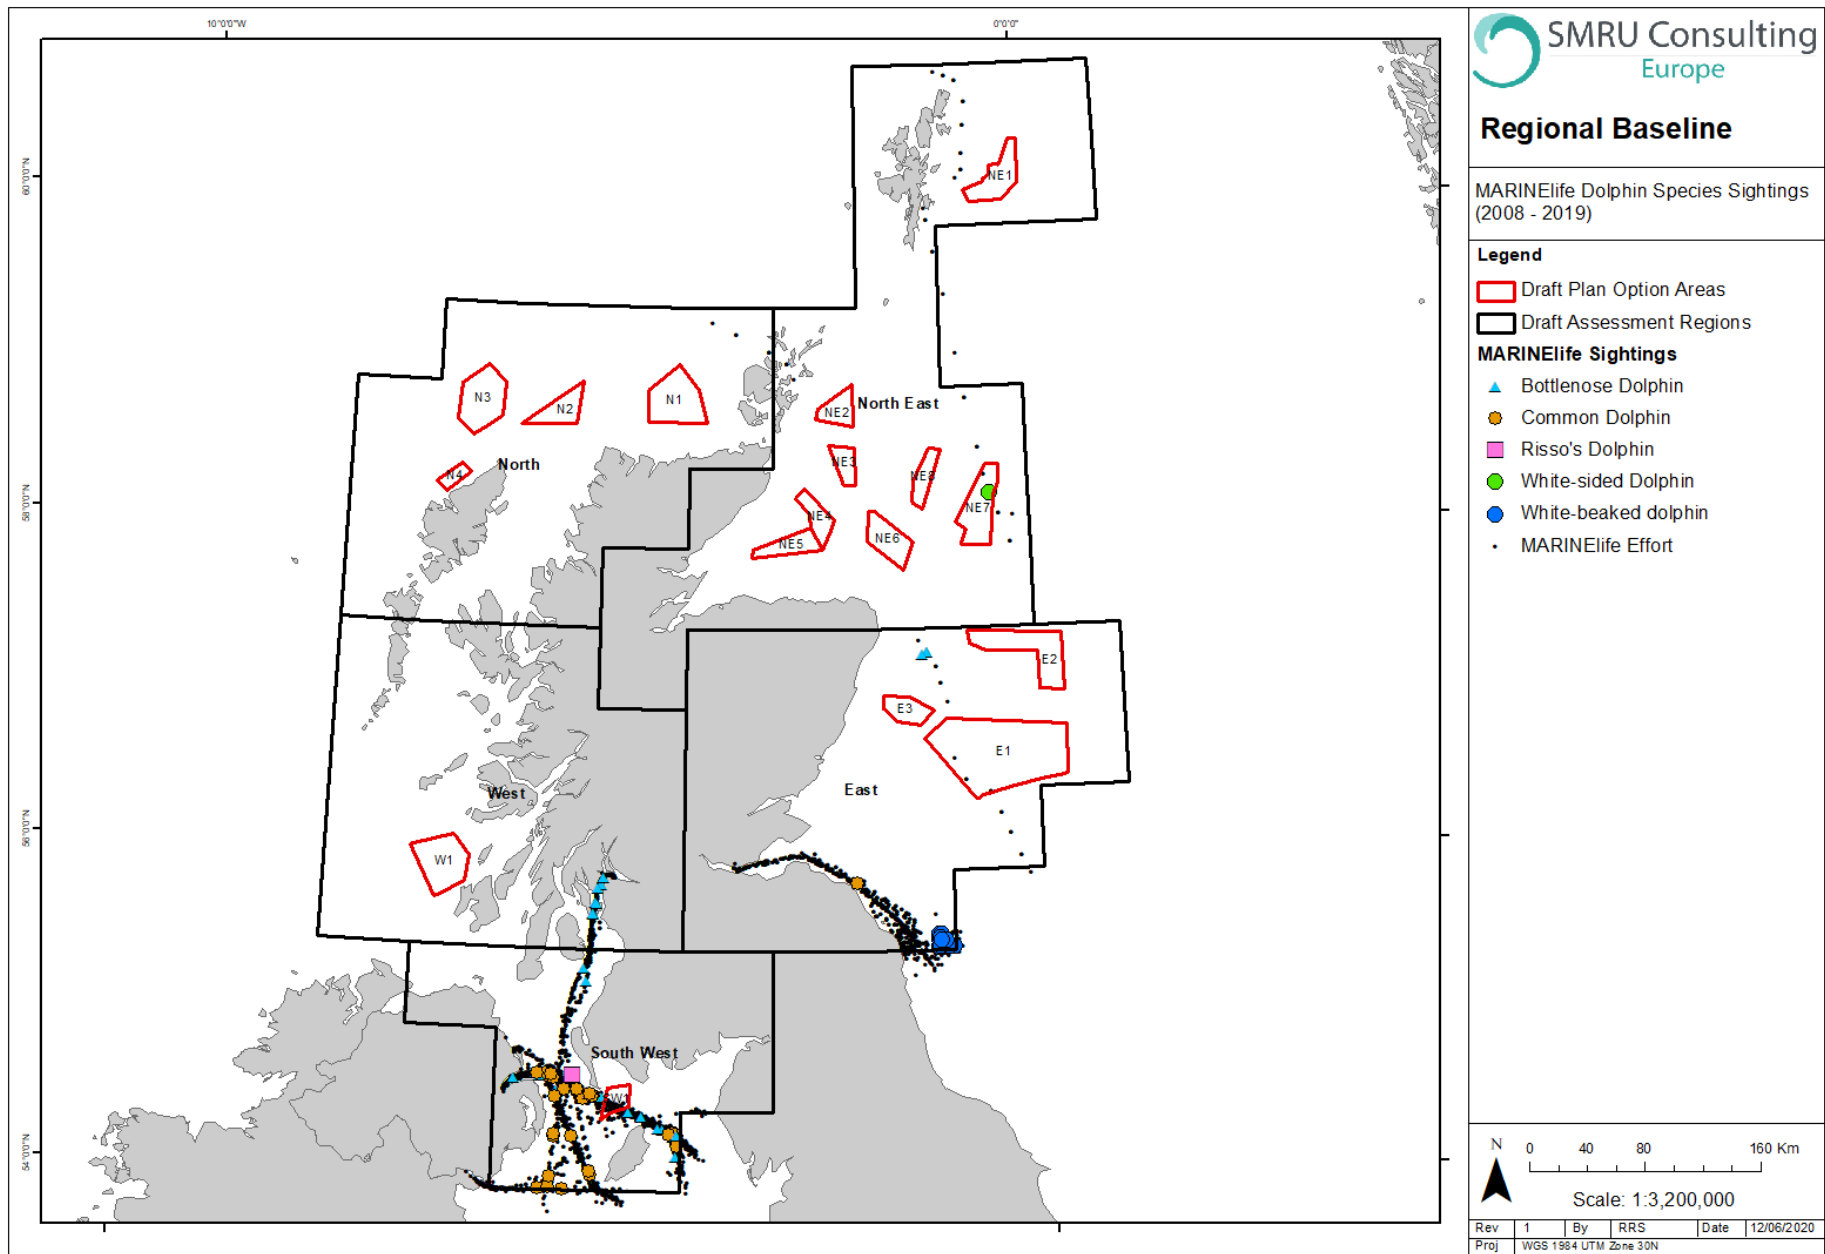 10°0'0"W
0°0'0"
60°0'0"N
58°0'0"N
56°0'0"N
54°0'0"N
NE1
N3
N2
N1
NE2
North East
N4
North
NE3
NE8
NE7
NE4
NE5
NE6
E2
E3
E1
West
East
W1
South West
SW1
SMRU Consulting
Europe
Regional Baseline
MARINElife Dolphin Species Sightings
(2008 - 2019)
Legend
Draft Plan Option Areas
Draft Assessment Regions
MARINElife Sightings
Bottlenose Dolphin
Common Dolphin
Risso's Dolphin
White-sided Dolphin
White-beaked dolphin
MARINElife Effort
N
0 40 80 160 Km
Scale: 1:3,200,000
Rev 1 By RRS Date 12/06/2020
Proj WGS 1984 UTM Zone 30N